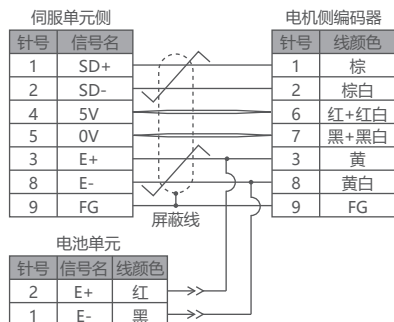 伺服单元侧 电机侧编码器
针号 信号名 针号 线颜色
1 SD+ 1 棕
2 SD- 2 棕白
4 5V 6 红+红白
5 0V 7 黑+黑白
3 E+ 3 黄
8 E- 8 黄白
9 FG 9 FG
屏蔽线
电池单元
针号 信号名 线颜色
2 E+ 红
1 E- 黑